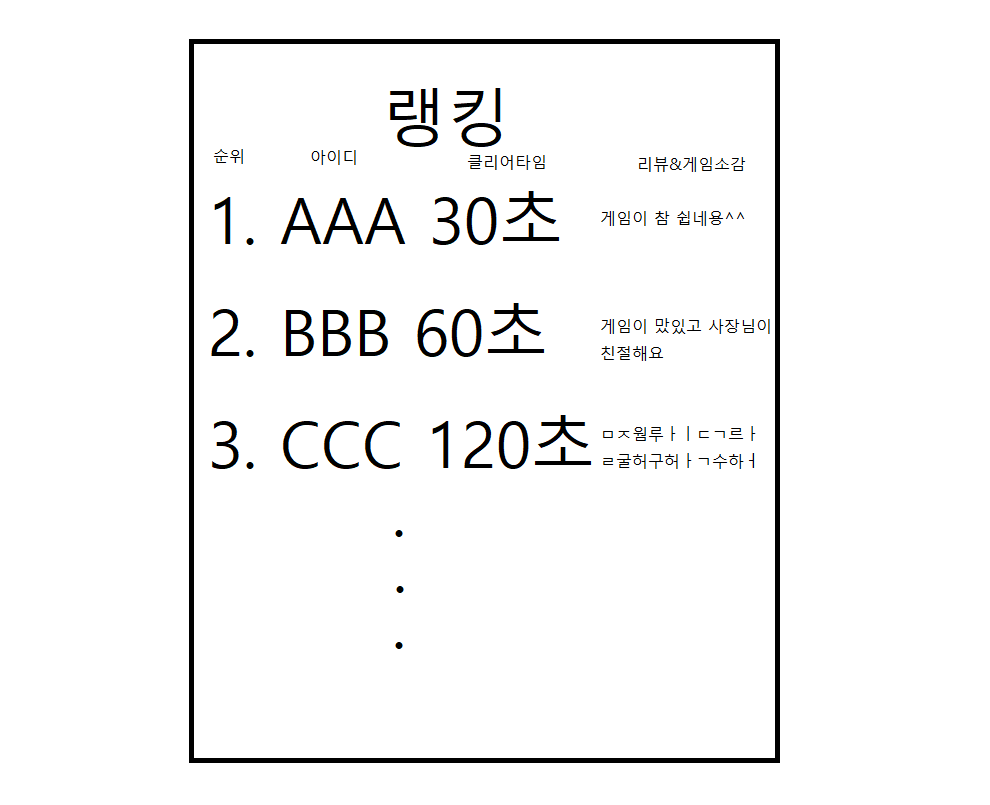 랭킹
순위 아이디 클리어타임 리뷰&게임소감
1. AAA 30초 게임이 참 쉽네용^^
2. BBB 60초 게임이 맜있고 사장님이
친절해요
3. CCC 120초 ㅁㅈ웜루ㅏㅣㄷㄱ르ㅏ
ㄹ굴허구허ㅏㄱ수하ㅓ
.
.
.